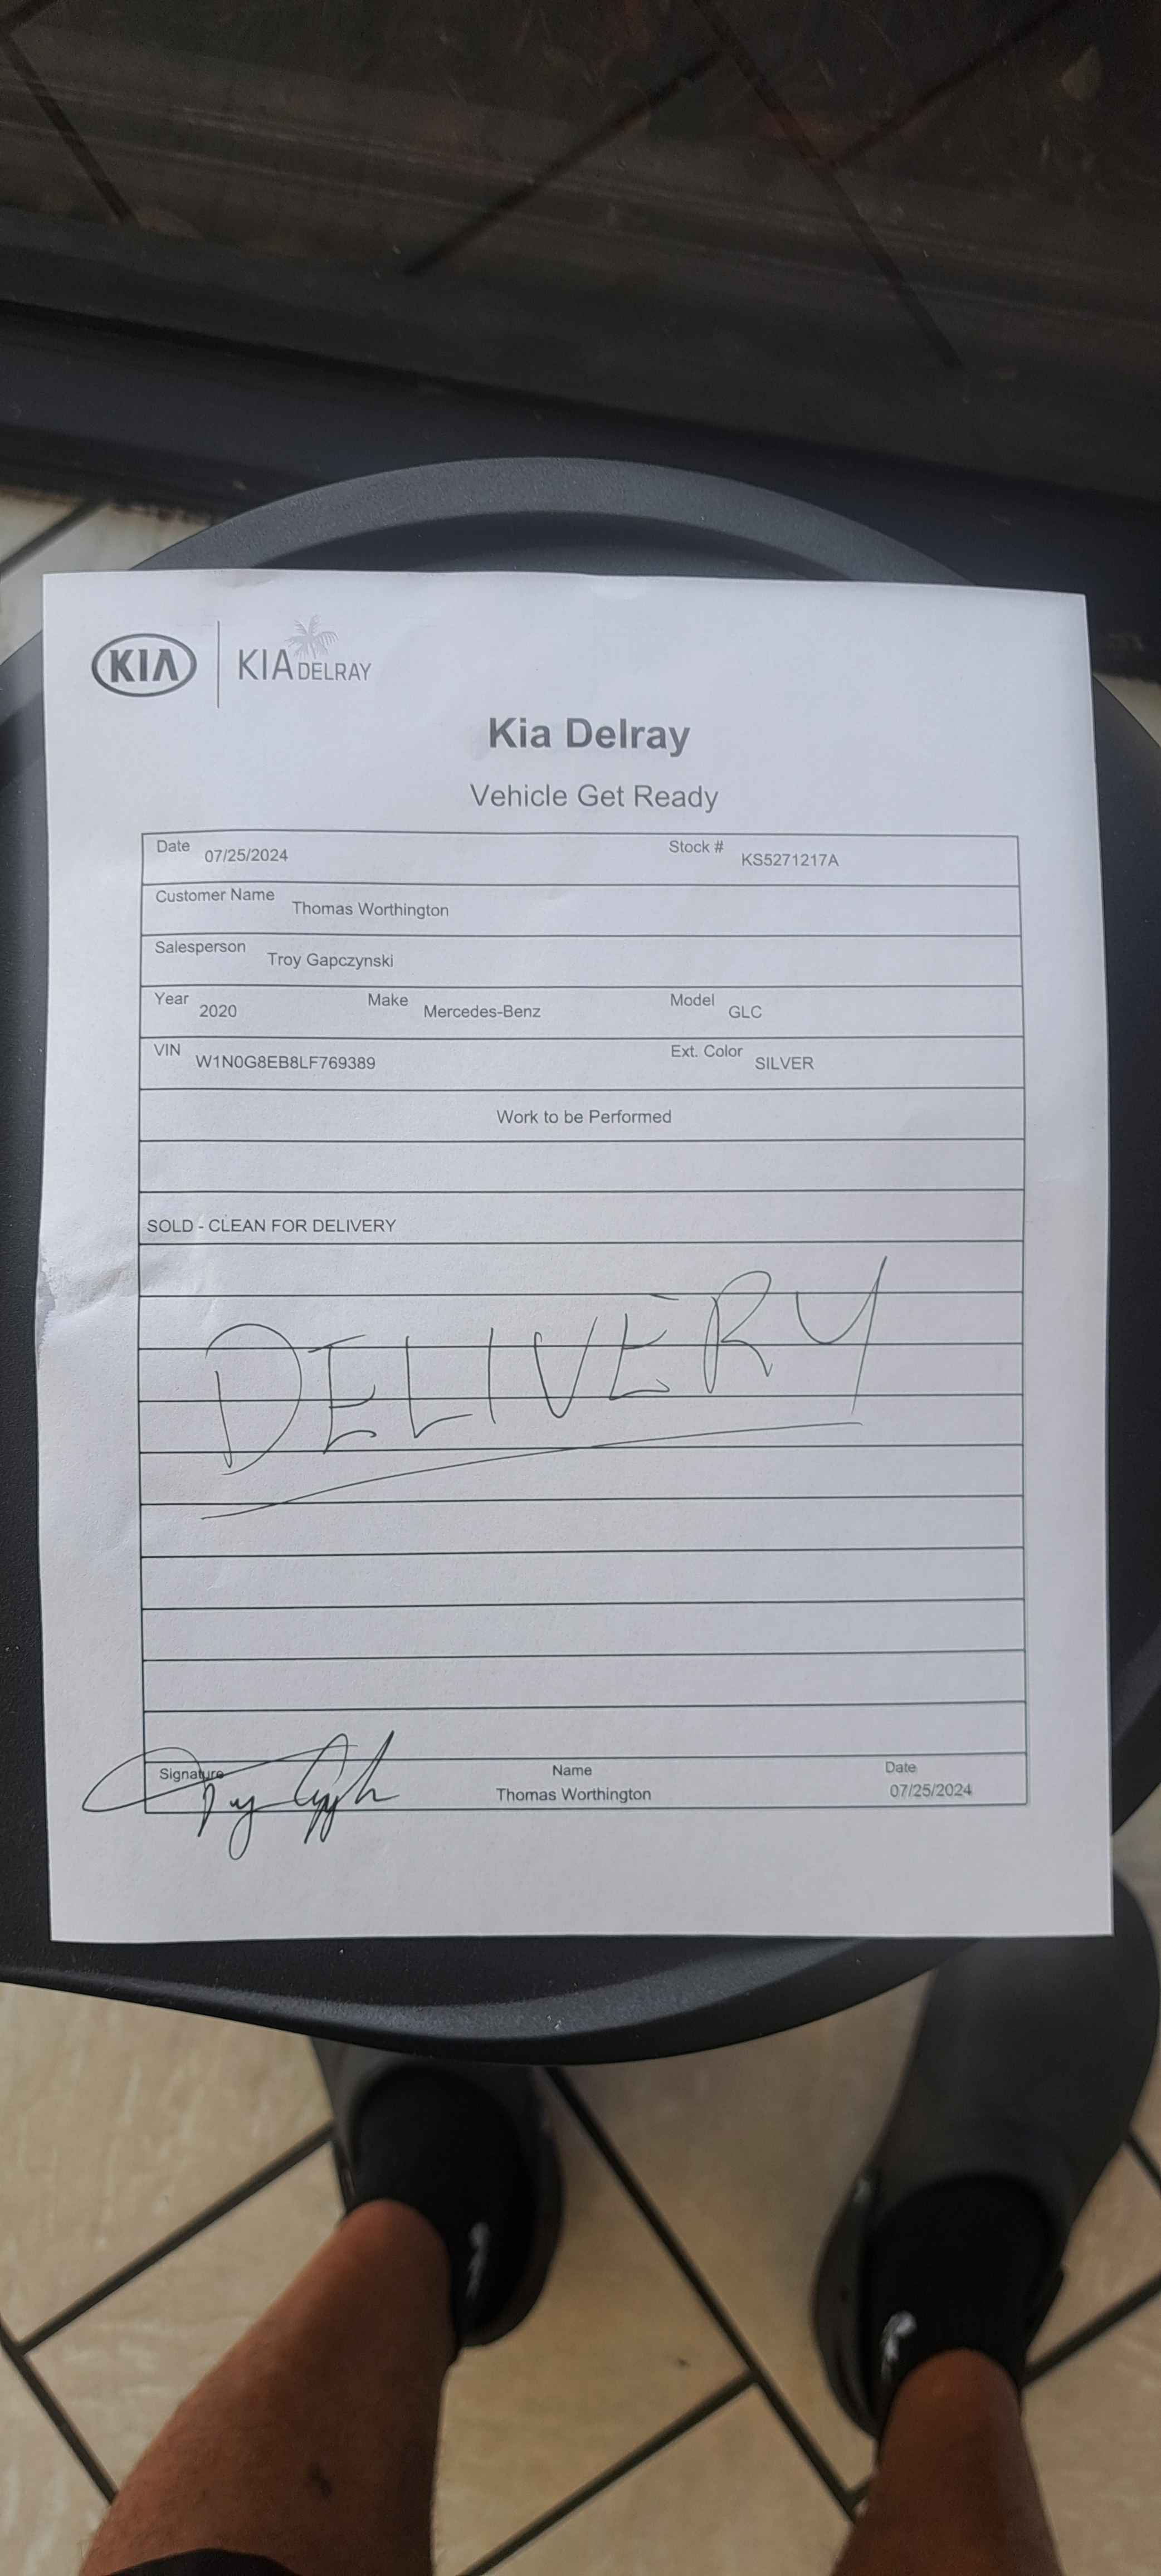 KIA KIA DELRAY
Kia Delray
Vehicle Get Ready
Date 07/25/2024 Stock # KS5271217A
Customer Name Thomas Worthington
Salesperson Troy Gapczynski
Year 2020 Make Mercedes-Benz Model GLC
VIN W1N0G8EB8LF769389 Ext. Color SILVER
Work to be Performed
SOLD - CLEAN FOR DELIVERY
DELIVERY
Signature Name Date
Thomas Worthington 07/25/2024